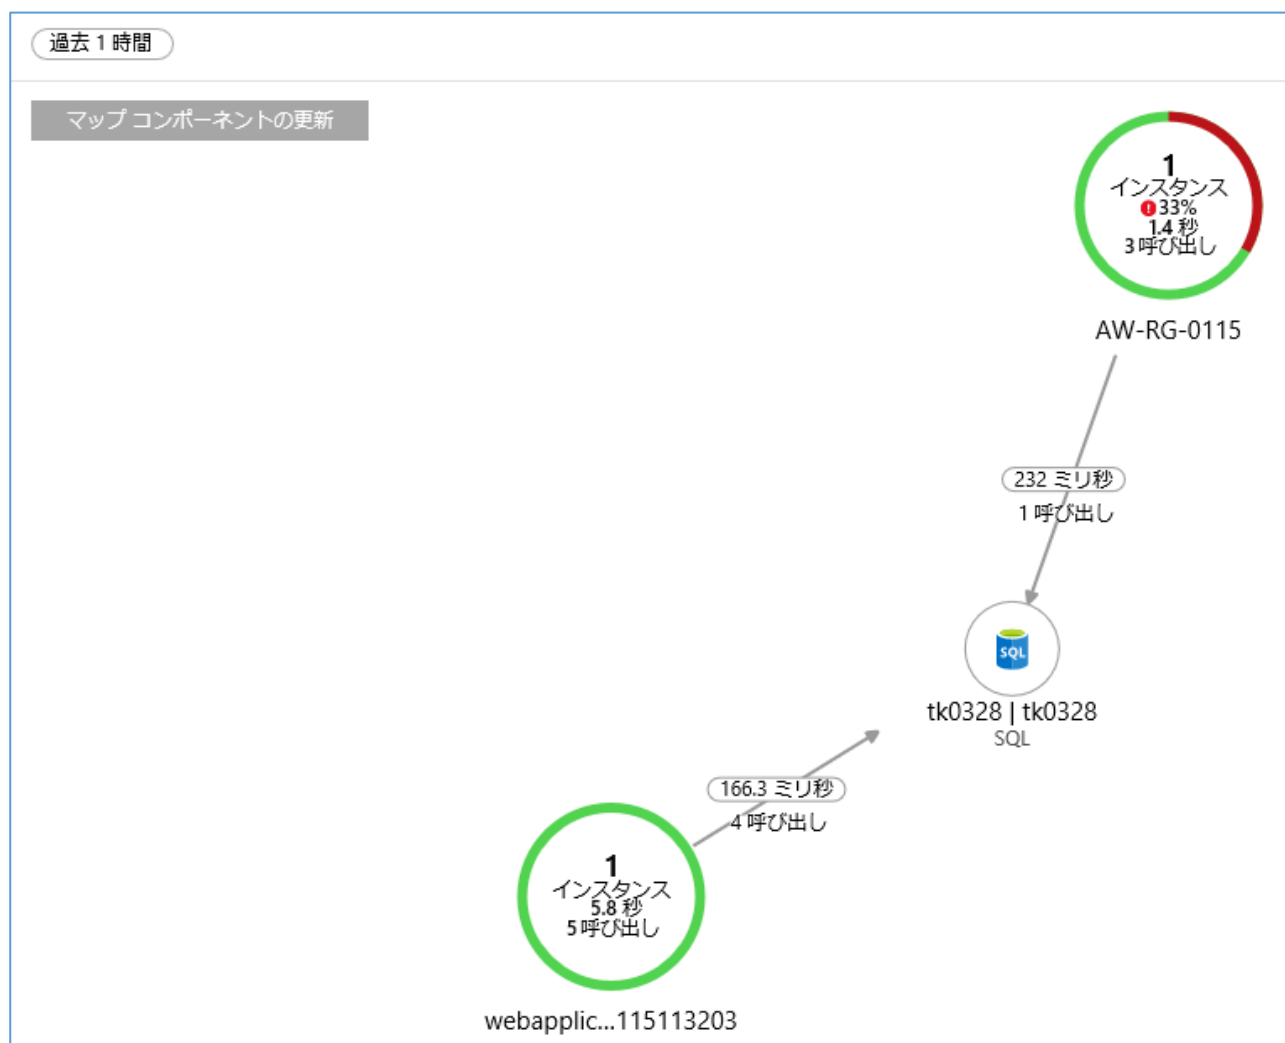 過去 1 時間
マップ コンポーネントの更新
1
インスタンス
33%
1.4 秒
3 呼び出し
AW-RG-0115
232 ミリ秒
1 呼び出し
SQL
tk0328 | tk0328
SQL
166.3 ミリ秒
4 呼び出し
1
インスタンス
5.8 秒
5 呼び出し
webapplic...115113203